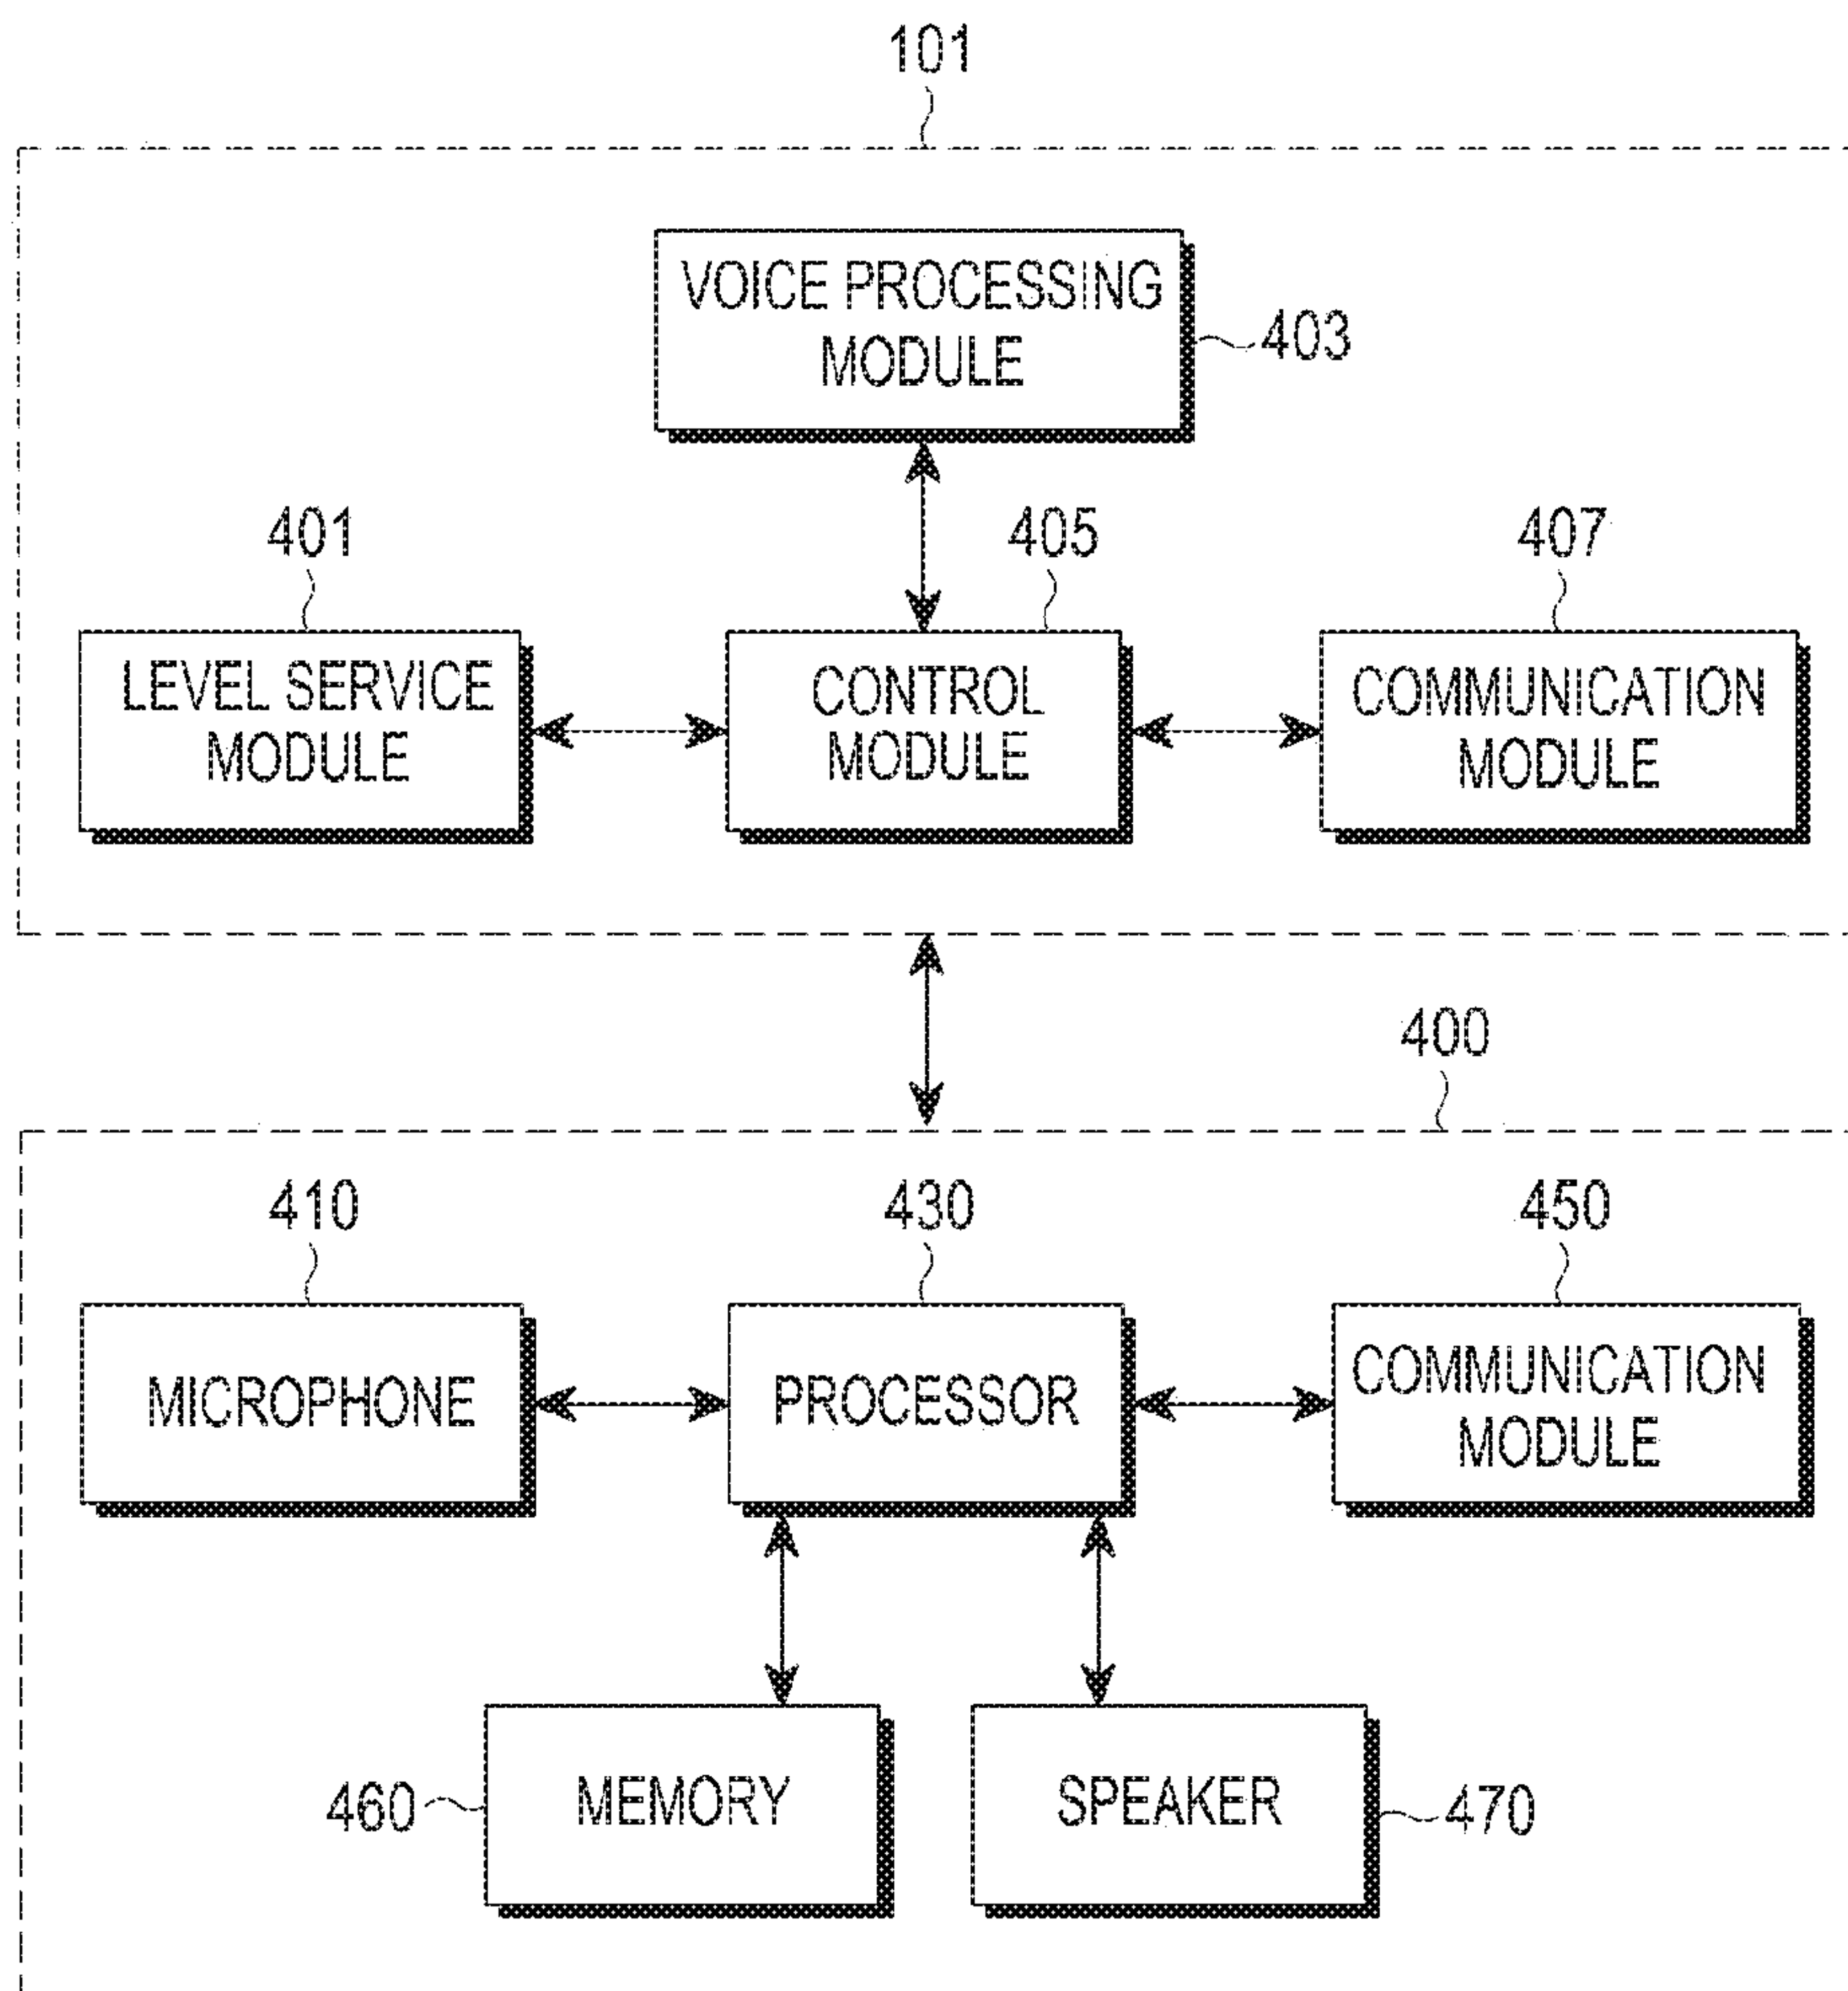 101
VOICE PROCESSING
MODULE
403
401
405
407
LEVEL SERVICE
MODULE
CONTROL
MODULE
COMMUNICATION
MODULE
400
410
430
450
MICROPHONE
PROCESSOR
COMMUNICATION
MODULE
460
MEMORY
SPEAKER
470